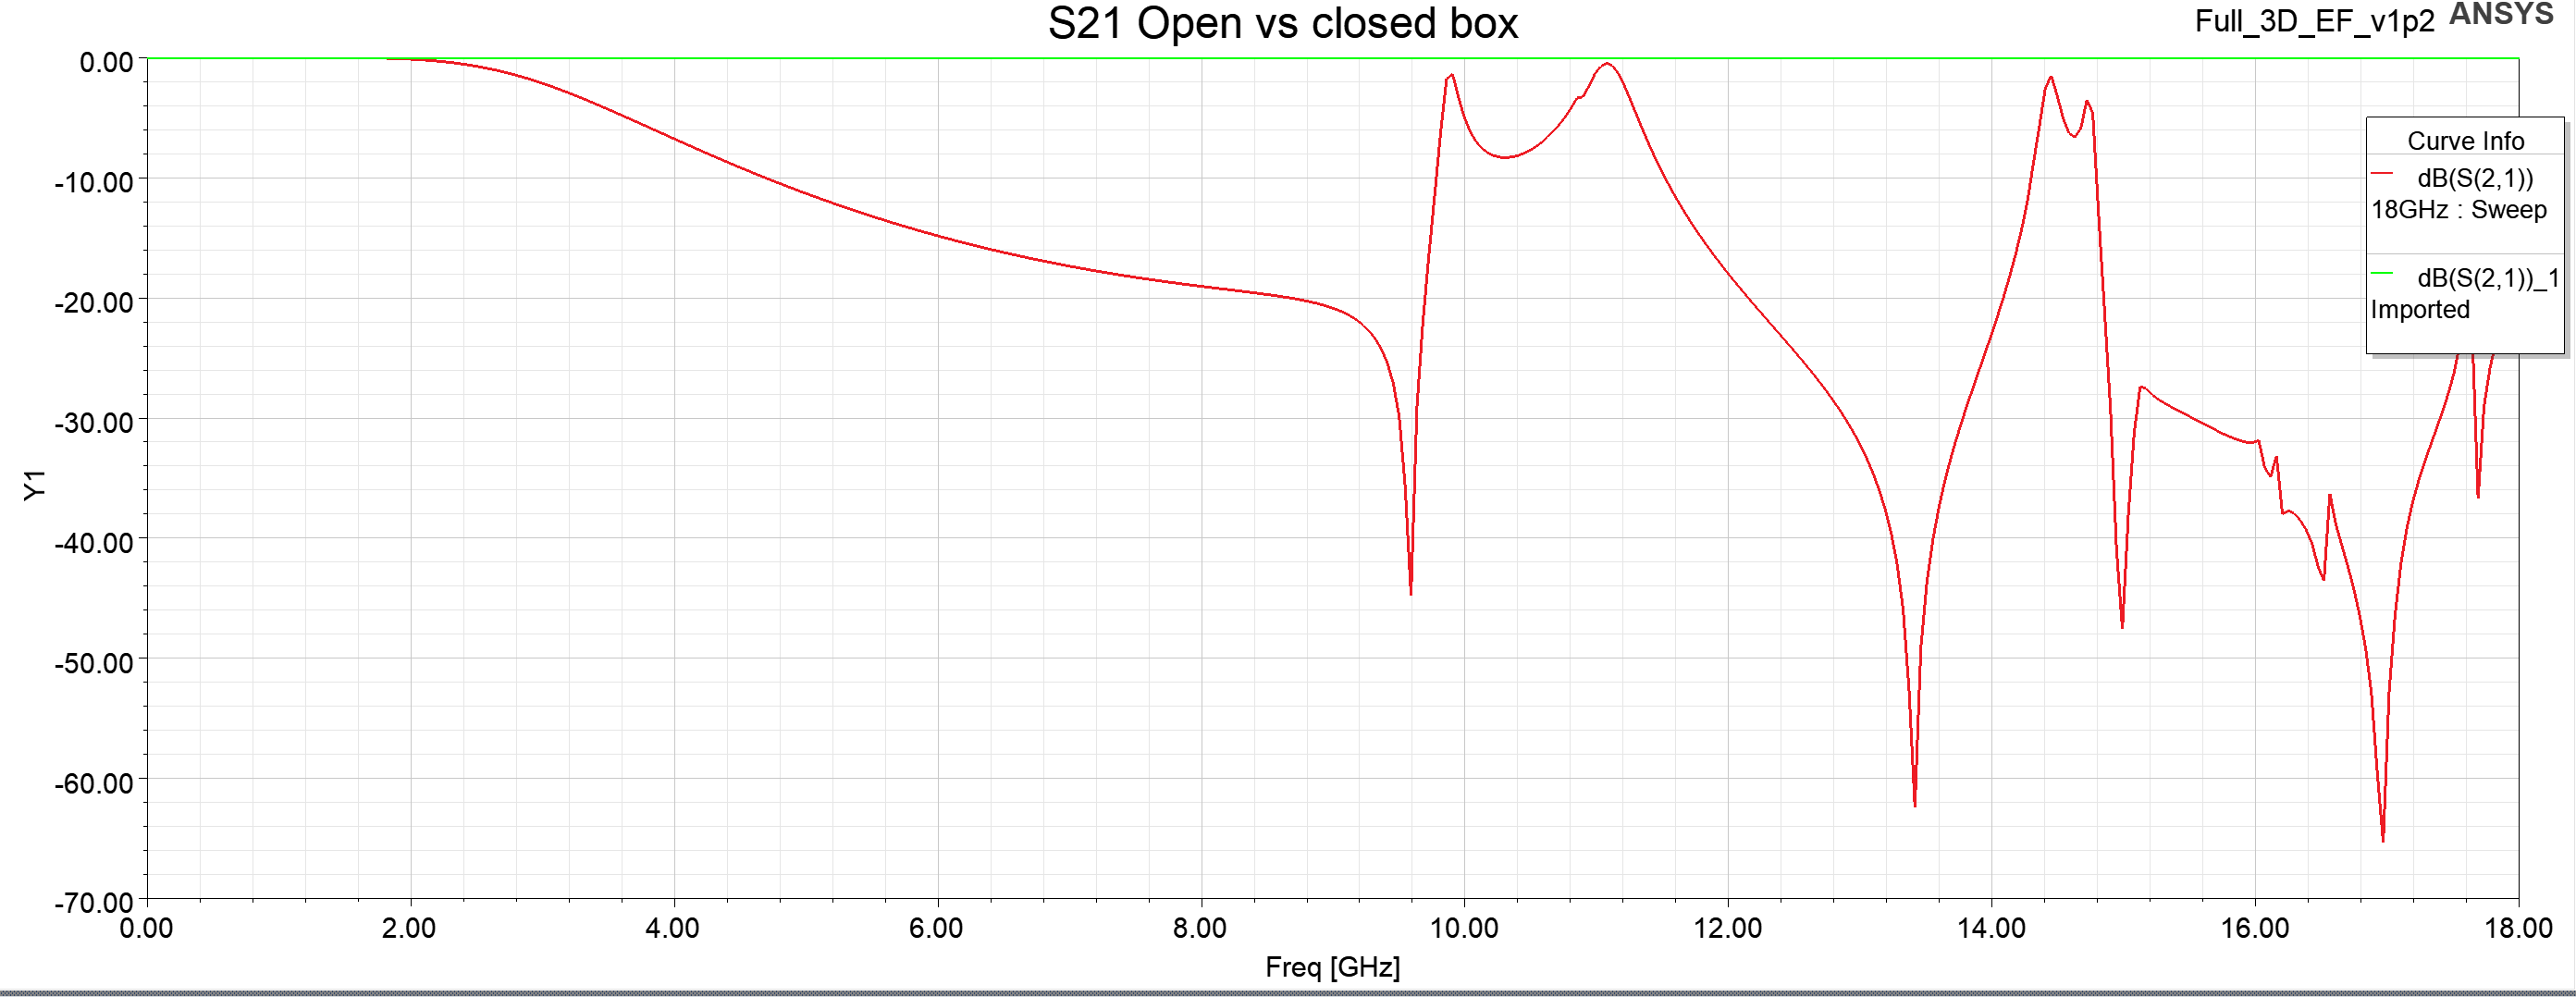 S21 Open vs closed box
Full_3D_EF_v1p2
ANSYS
0.00
-10.00
-20.00
-30.00
-40.00
-50.00
-60.00
-70.00
Y1
Curve Info
dB(S(2,1))
18GHz : Sweep
dB(S(2,1))_1
Imported
0.00 2.00 4.00 6.00 8.00 10.00 12.00 14.00 16.00 18.00
Freq [GHz]